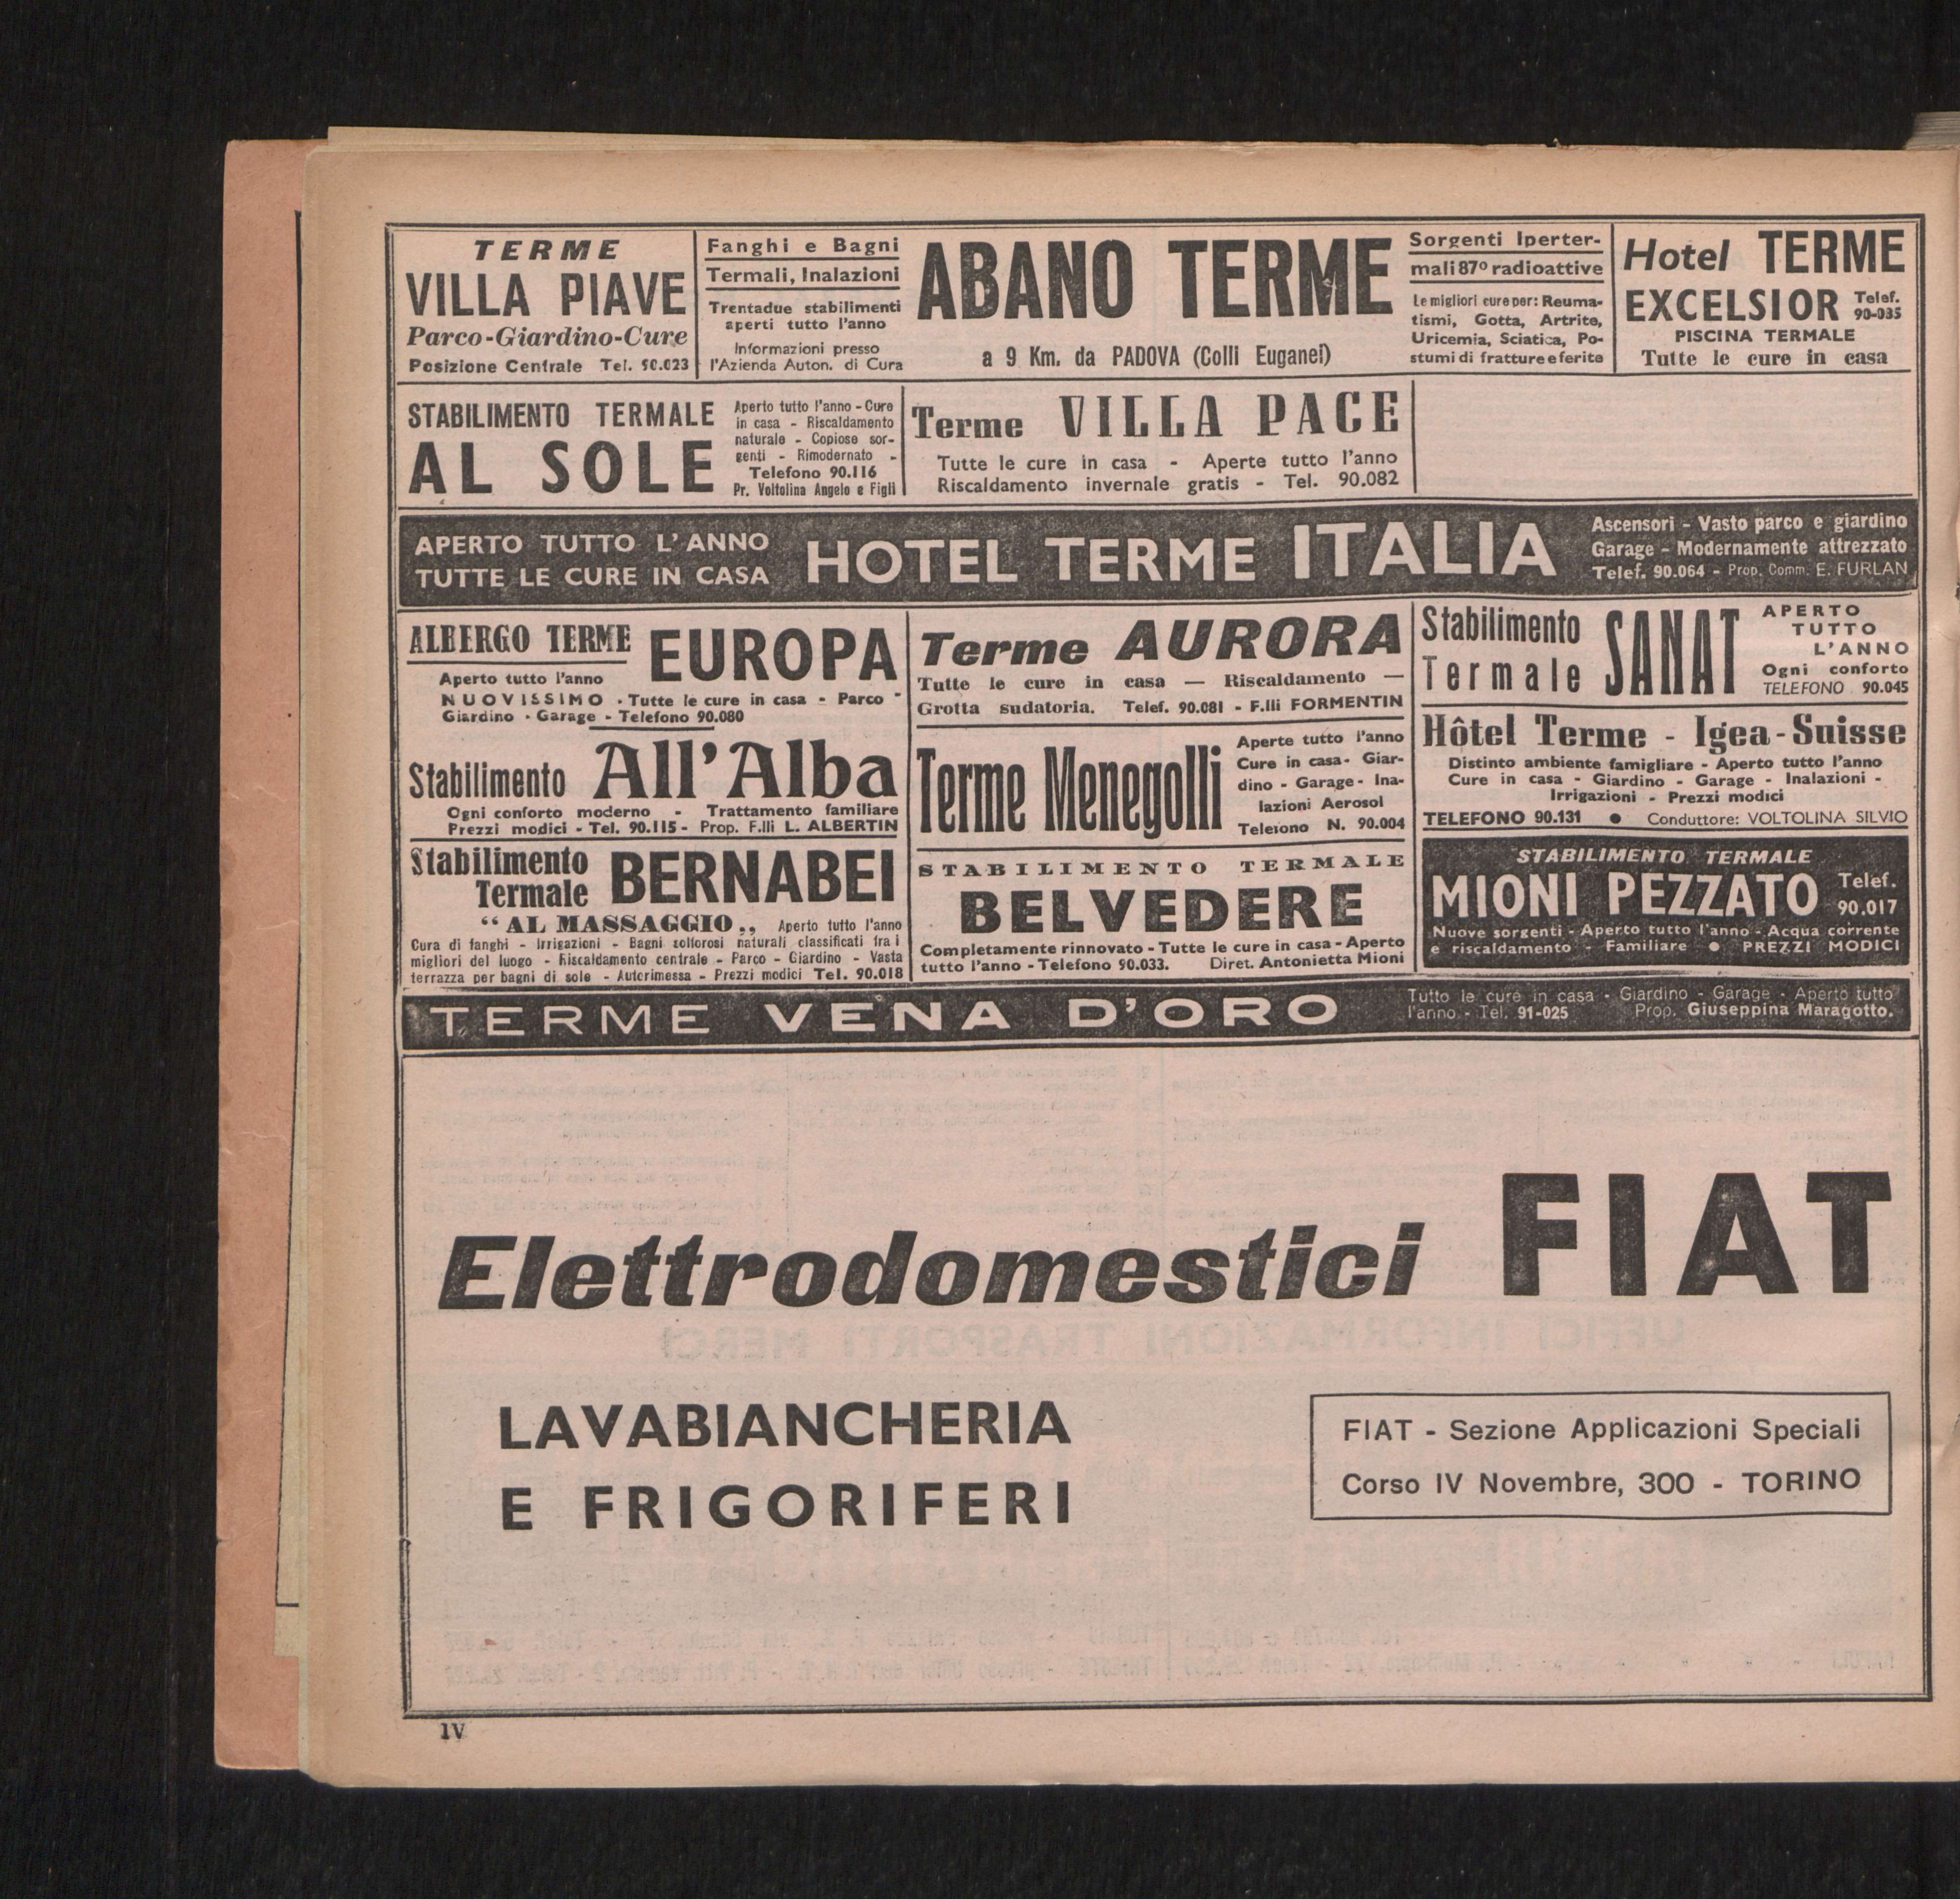 TERME
VILLA PIAVE
Parco-Giardino-Cure
Posizione Centrale Tel. 90.023
Fanghi e Bagni
Termali, Inalazioni
Trentadue stabilimenti
aperti tutto l'anno
Informazioni presso
l'Azienda Auton. di Cura
ABANO TERME
a 9 Km. da PADOVA (Colli Euganei)
Sorgenti Iperter-
mali 87º radioattive
Le migliori cure per: Reuma-
tismi, Gotta, Artrite,
Uricemia, Sciatica, Po-
stumi di fratture e ferite
Hotel TERME
EXCELSIOR Telef.
90-035
PISCINA TERMALE
Tutte le cure in casa
STABILIMENTO TERMALE
AL SOLE
Aperto tutto l'anno - Cure
in casa - Riscaldamento
naturale - Copiose sor-
genti - Rimodernato -
Telefono 90.116
Pr. Voltolina Angelo e Figli
Terme VILLA PACE
Tutte le cure in casa - Aperte tutto l'anno
Riscaldamento invernale gratis - Tel. 90.082
APERTO TUTTO L'ANNO
TUTTE LE CURE IN CASA
HOTEL TERME ITALIA
Ascensori - Vasto parco e giardino
Garage - Modernamente attrezzato
Telef. 90.064 - Prop. Comm. E. FURLAN
ALBERGO TERME EUROPA
Aperto tutto l'anno
NUOVISSIMO - Tutte le cure in casa - Parco -
Giardino - Garage - Telefono 90.080
Stabilimento All'Alba
Ogni conforto moderno - Trattamento familiare
Prezzi modici - Tel. 90.115 - Prop. F.lli L. ALBERTIN
Stabilimento
Termale BERNABEI
“ AL MASSAGGIO „ Aperto tutto l'anno
Cura di fanghi - Irrigazioni - Bagni solforosi naturali classificati fra i
migliori del luogo - Riscaldamento centrale - Parco - Giardino - Vasta
terrazza per bagni di sole - Autorimessa - Prezzi modici Tel. 90.018
Terme AURORA
Tutte le cure in casa — Riscaldamento —
Grotta sudatoria. Telef. 90.081 - F.lli FORMENTIN
Terme Menegolli
Aperte tutto l'anno
Cure in casa - Giar-
dino - Garage - Ina-
lazioni Aerosol
Telefono N. 90.004
STABILIMENTO TERMALE
BELVEDERE
Completamente rinnovato - Tutte le cure in casa - Aperto
tutto l'anno - Telefono 90.033. Diret. Antonietta Mioni
Stabilimento
Termale SANAT
APERTO
TUTTO
L'ANNO
Ogni conforto
TELEFONO 90.045
Hôtel Terme - Igea-Suisse
Distinto ambiente famigliare - Aperto tutto l'anno
Cure in casa - Giardino - Garage - Inalazioni -
Irrigazioni - Prezzi modici
TELEFONO 90.131 ● Conduttore: VOLTOLINA SILVIO
STABILIMENTO TERMALE
MIONI PEZZATO Telef.
90.017
Nuove sorgenti - Aperto tutto l'anno - Acqua corrente
e riscaldamento - Familiare ● PREZZI MODICI
TERME VENA D'ORO
Tutto le cure in casa - Giardino - Garage - Aperto tutto
l'anno - Tel. 91-025 Prop. Giuseppina Maragotto.
Elettrodomestici FIAT
LAVABIANCHERIA
E FRIGORIFERI
FIAT - Sezione Applicazioni Speciali
Corso IV Novembre, 300 - TORINO
IV